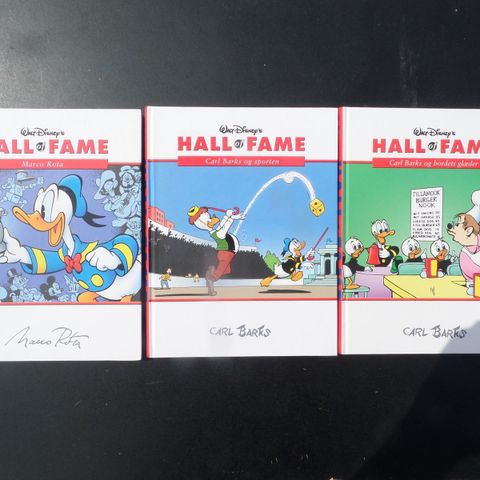 WALT DISNEY'S
HALL of FAME
Marco Rota
Marco Rota
WALT DISNEY'S
HALL of FAME
Carl Barks og sporten
CARL BARKS
WALT DISNEY'S
HALL of FAME
Carl Barks og bordets glæder
TILLAMOOK
BURGER
NOOK
CARL BARKS